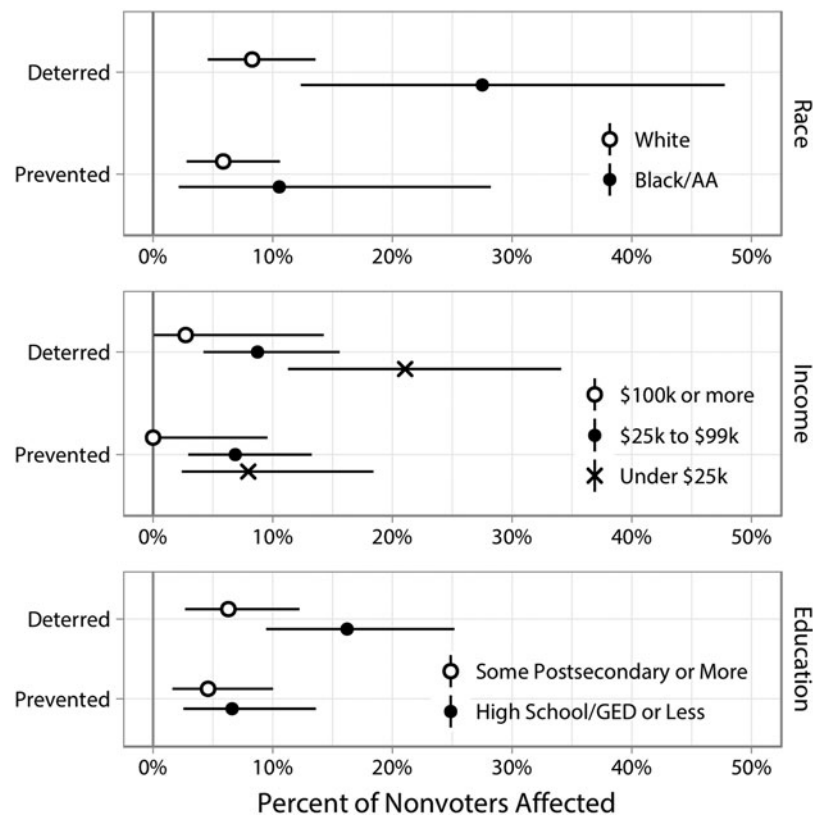 Deterred
Prevented
White
Black/AA
Race
0% 10% 20% 30% 40% 50%
Deterred
Prevented
$100k or more
$25k to $99k
Under $25k
Income
0% 10% 20% 30% 40% 50%
Deterred
Prevented
Some Postsecondary or More
High School/GED or Less
Education
0% 10% 20% 30% 40% 50%
Percent of Nonvoters Affected